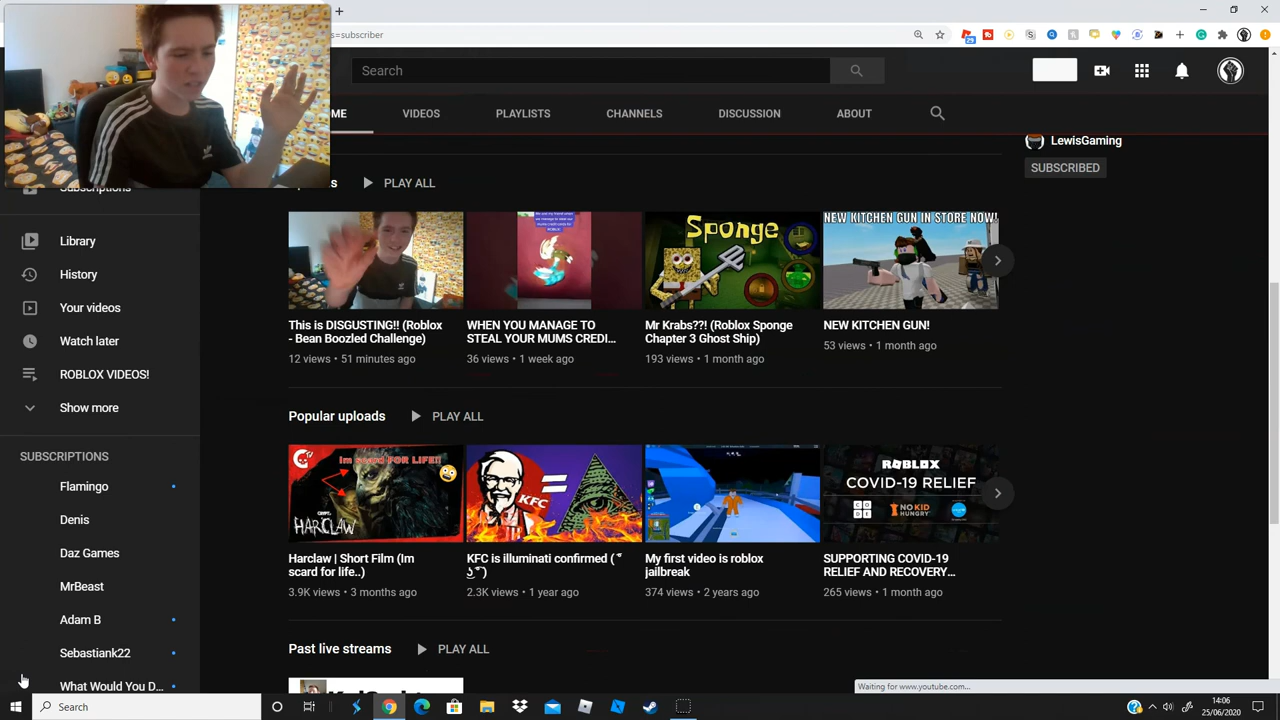 s=subscriber
Search
ME
VIDEOS
PLAYLISTS
CHANNELS
DISCUSSION
ABOUT
LewisGaming
SUBSCRIBED
Subscriptions
Library
History
Your videos
Watch later
ROBLOX VIDEOS!
Show more
SUBSCRIPTIONS
Flamingo
Denis
Daz Games
MrBeast
Adam B
Sebastiank22
What Would You D...
PLAY ALL
Sponge
NEW KITCHEN GUN IN STORE NOW!
This is DISGUSTING!! (Roblox
- Bean Boozled Challenge)
12 views • 51 minutes ago
WHEN YOU MANAGE TO
STEAL YOUR MUMS CREDI...
36 views • 1 week ago
Mr Krabs??! (Roblox Sponge
Chapter 3 Ghost Ship)
193 views • 1 month ago
NEW KITCHEN GUN!
53 views • 1 month ago
Popular uploads
PLAY ALL
Im scard FOR LIFE!!
HARCLAW
KFC
=
ROBLOX
COVID-19 RELIEF
CODE
NO KID
HUNGRY
Harclaw | Short Film (Im
scard for life..)
3.9K views • 3 months ago
KFC is illuminati confirmed ( ͡°
͜ʖ ͡°)
2.3K views • 1 year ago
My first video is roblox
jailbreak
374 views • 2 years ago
SUPPORTING COVID-19
RELIEF AND RECOVERY...
265 views • 1 month ago
Past live streams
PLAY ALL
Waiting for www.youtube.com...
Search
14:06
25/06/2020